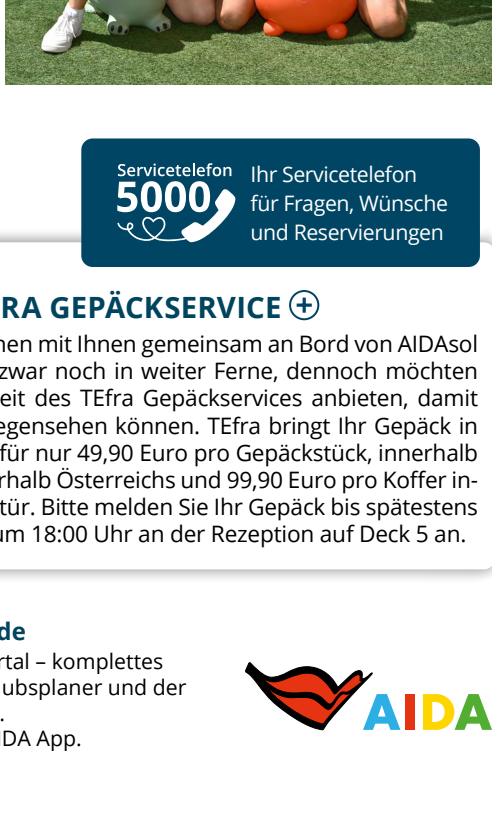 Servicetelefon
5000
Ihr Servicetelefon
für Fragen, Wünsche
und Reservierungen
RA GEPÄCKSERVICE
nen mit Ihnen gemeinsam an Bord von AIDAsol
zwar noch in weiter Ferne, dennoch möchten
eit des TEfra Gepäckservices anbieten, damit
egensehen können. TEfra bringt Ihr Gepäck in
für nur 49,90 Euro pro Gepäckstück, innerhalb
rhalb Österreichs und 99,90 Euro pro Koffer in-
tür. Bitte melden Sie Ihr Gepäck bis spätestens
um 18:00 Uhr an der Rezeption auf Deck 5 an.
de
rtal – komplettes
ubsplaner und der
.
IDA App.
AIDA